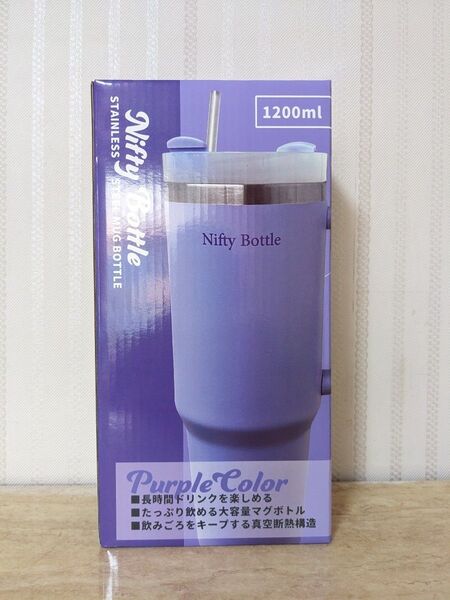 1200ml
Nifty Bottle
STAINLESS STEEL MUG BOTTLE
Nifty Bottle
Purple Color
■長時間ドリンクを楽しめる
■たっぷり飲める大容量マグボトル
■飲みごろをキープする真空断熱構造